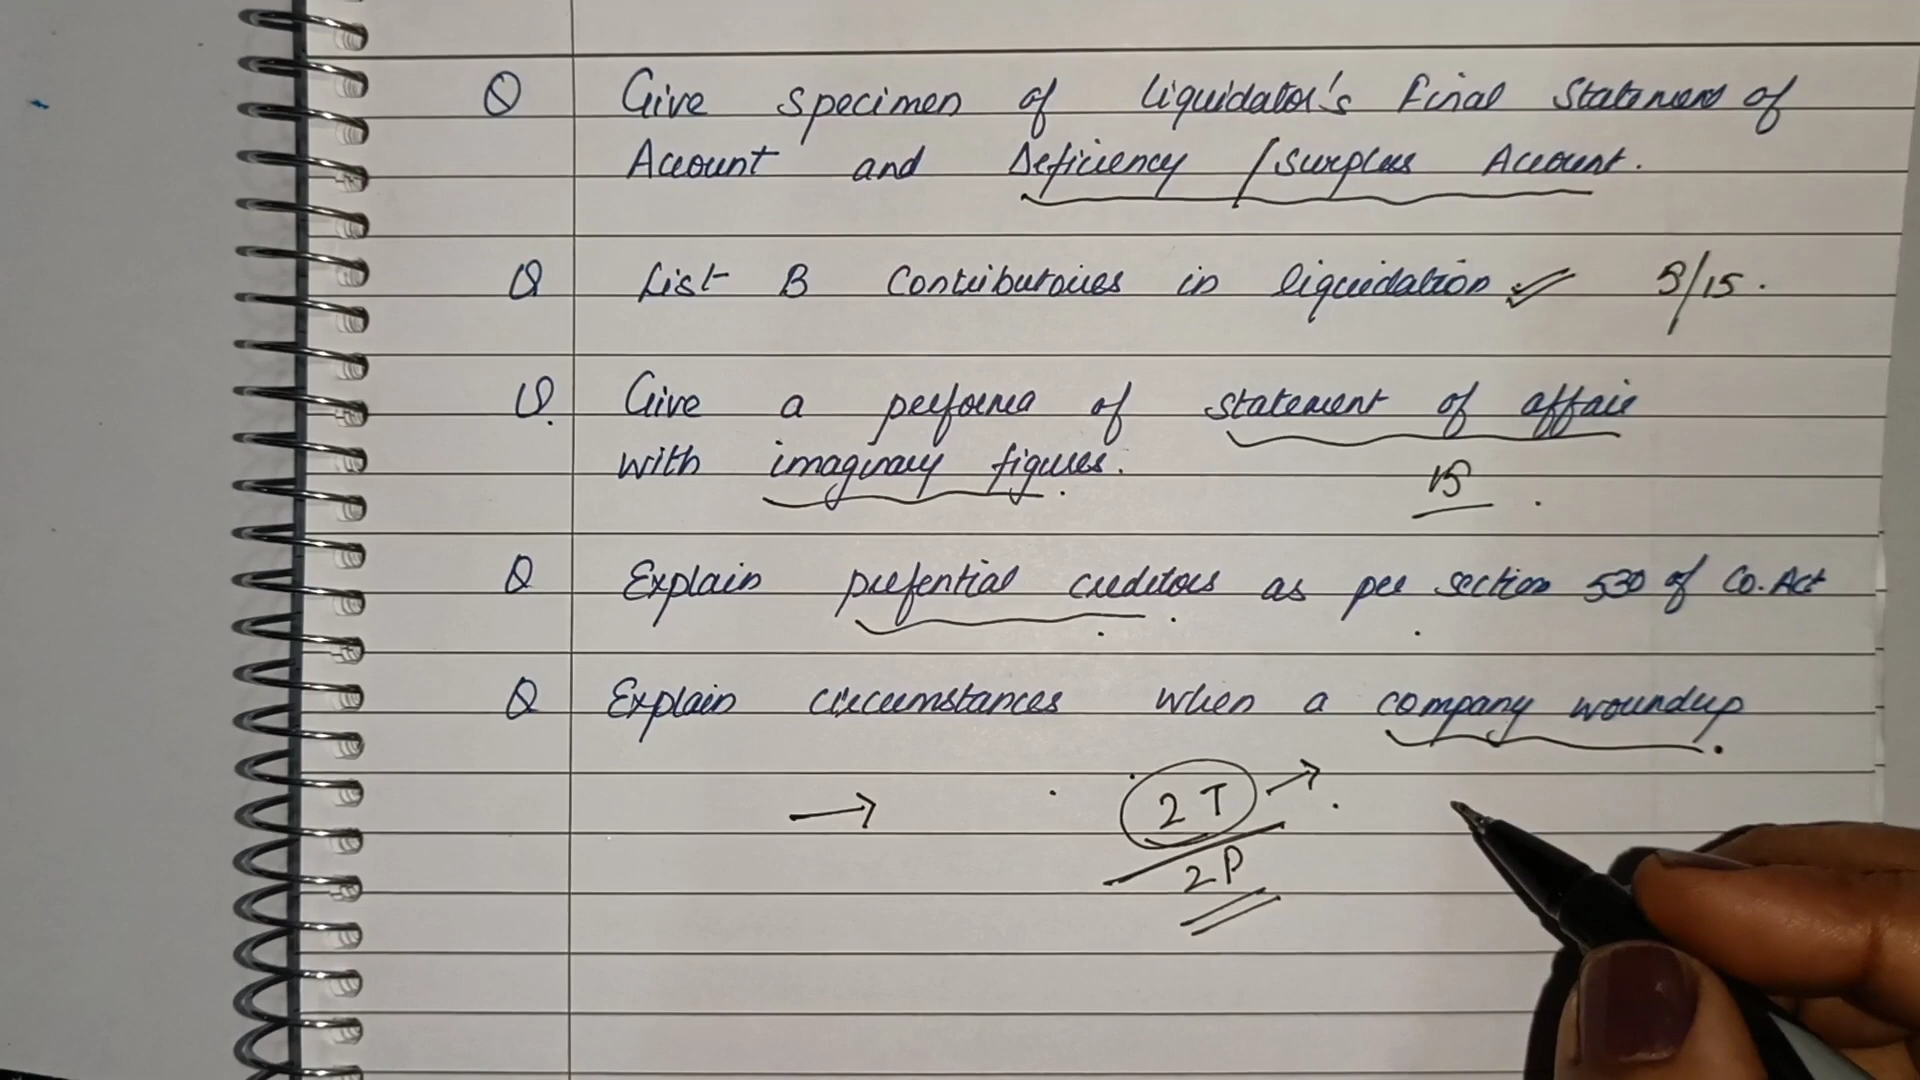 Q Give specimen of liquidator's Final Statement of
Account and Deficiency / Surplus Account.
Q List B Contributories in liquidation 5/15.
Q. Give a performa of statement of affair
with imaginary figures. 15
Q Explain prefential creditors as per section 530 of Co. Act
Q Explain circumstances when a company woundup.
→ 2 T →
2 P